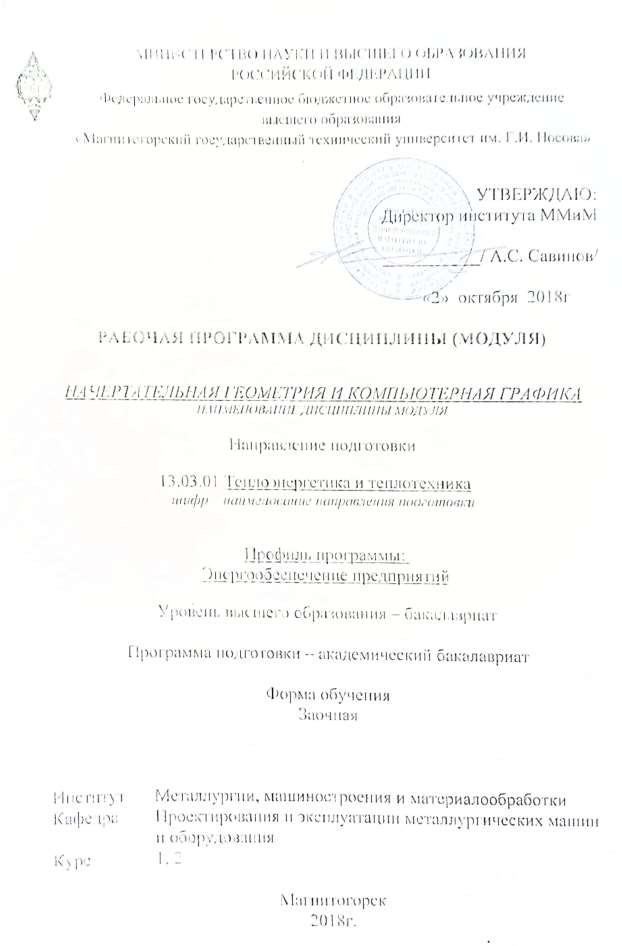 МИНИСТЕРСТВО НАУКИ И ВЫСШЕГО ОБРАЗОВАНИЯ
РОССИЙСКОЙ ФЕДЕРАЦИИ
Федеральное государственное бюджетное образовательное учреждение
высшего образования
«Магнитогорский государственный технический университет им. Г.И. Носова»
УТВЕРЖДАЮ:
Директор института ММиМ
/ А.С. Савинов/
«2» октября 2018г
РАБОЧАЯ ПРОГРАММА ДИСЦИПЛИНЫ (МОДУЛЯ)
НАЧЕРТАТЕЛЬНАЯ ГЕОМЕТРИЯ И КОМПЬЮТЕРНАЯ ГРАФИКА
НАИМЕНОВАНИЕ ДИСЦИПЛИНЫ МОДУЛЯ
Направление подготовки
13.03.01 Теплоэнергетика и теплотехника
шифр наименование направления подготовки
Профиль программы:
Энергообеспечение предприятий
Уровень высшего образования – бакалавриат
Программа подготовки – академический бакалавриат
Форма обучения
Заочная
Институт Металлургии, машиностроения и материалообработки
Кафедра Проектирования и эксплуатации металлургических машин
и оборудования
Курс 1, 2
Магнитогорск
2018г.